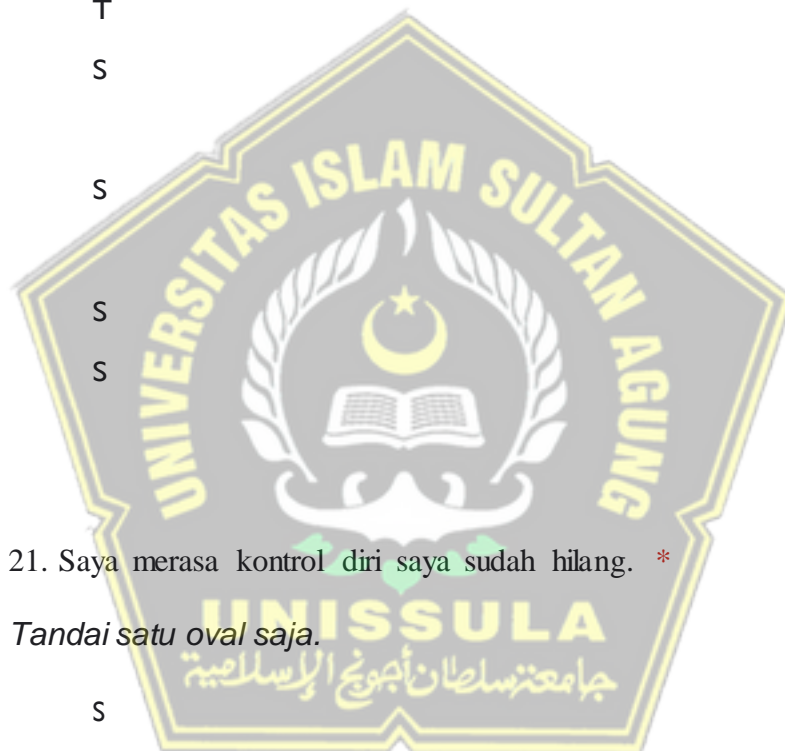 T
S
UNIVERSITAS ISLAM SULTAN AGUNG
S
S
S
21. Saya merasa kontrol diri saya sudah hilang. *
UNISSULA
Tandai satu oval saja.
جامعة سلطان أجونج الإسلامية
S